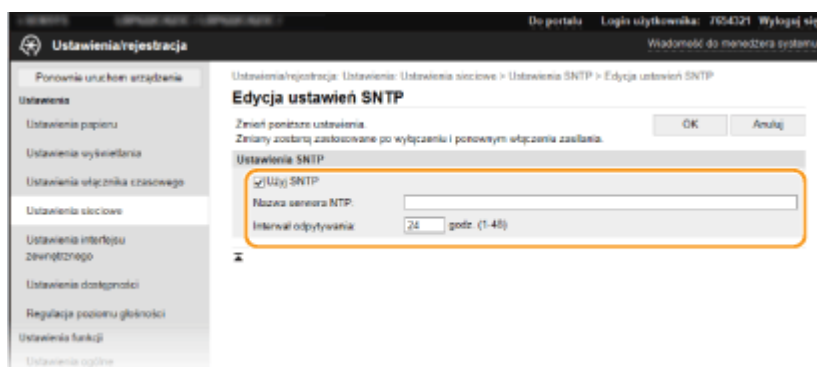 Do portalu Login użytkownika: 7654321 Wyloguj się
Ustawienia/rejestracja
Wiadomość do menedżera systemu
Ponownie uruchom urządzenie
Ustawienia/rejestracja: Ustawienia: Ustawienia sieciowe > Ustawienia SNTP > Edycja ustawień SNTP
Ustawienia
Edycja ustawień SNTP
Ustawienia papieru
Zmień poniższe ustawienia.
OK
Anuluj
Zmiany zostaną zastosowane po wyłączeniu i ponownym włączeniu zasilania.
Ustawienia wyświetlania
Ustawienia SNTP
Ustawienia włącznika czasowego
Użyj SNTP
Nazwa serwera NTP:
Ustawienia sieciowe
Interwał odpytywania: 24 godz. (1-48)
Ustawienia interfejsu
zewnętrznego
Ustawienia dostępności
Regulacja poziomu głośności
Ustawienia funkcji
Ustawienia ogólne